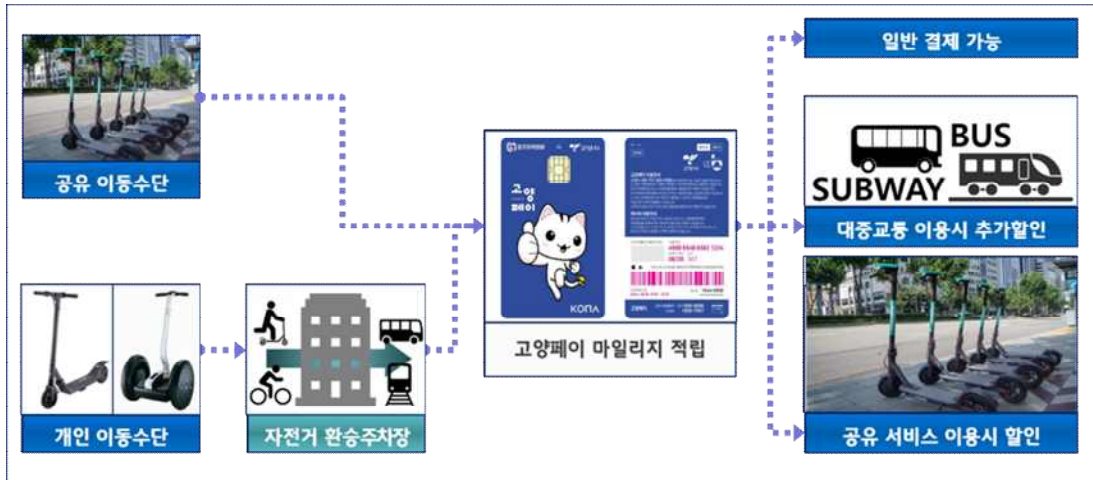 공유 이동수단
개인 이동수단
자전거 환승주차장
고양시
고양
페이
KONA
고양페이 마일리지 적립
일반 결제 가능
BUS
SUBWAY
대중교통 이용시 추가할인
공유 서비스 이용시 할인